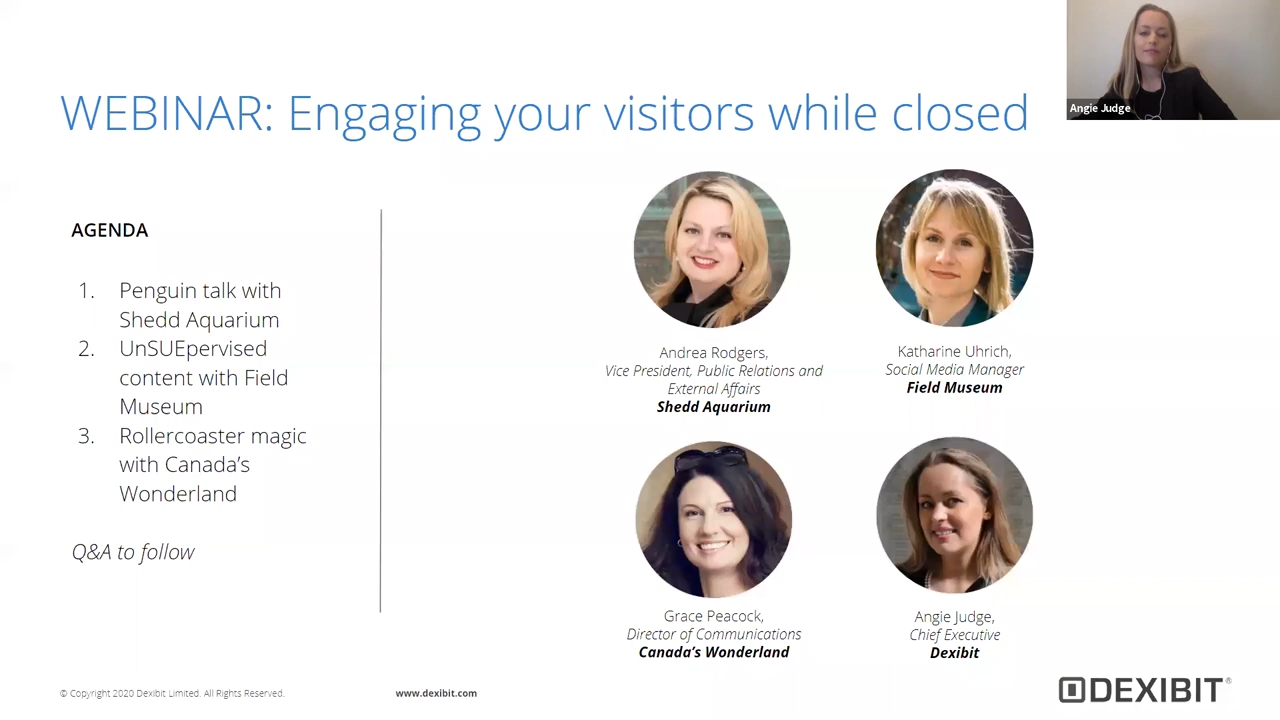 WEBINAR: Engaging your visitors while closed
Angie Judge
AGENDA
1. Penguin talk with
Shedd Aquarium
2. UnSUEpervised
content with Field
Museum
3. Rollercoaster magic
with Canada's
Wonderland
Q&A to follow
Andrea Rodgers,
Vice President, Public Relations and
External Affairs
Shedd Aquarium
Katharine Uhrich,
Social Media Manager
Field Museum
Grace Peacock,
Director of Communications
Canada's Wonderland
Angie Judge,
Chief Executive
Dexibit
© Copyright 2020 Dexibit Limited. All Rights Reserved.
www.dexibit.com
DEXIBIT®